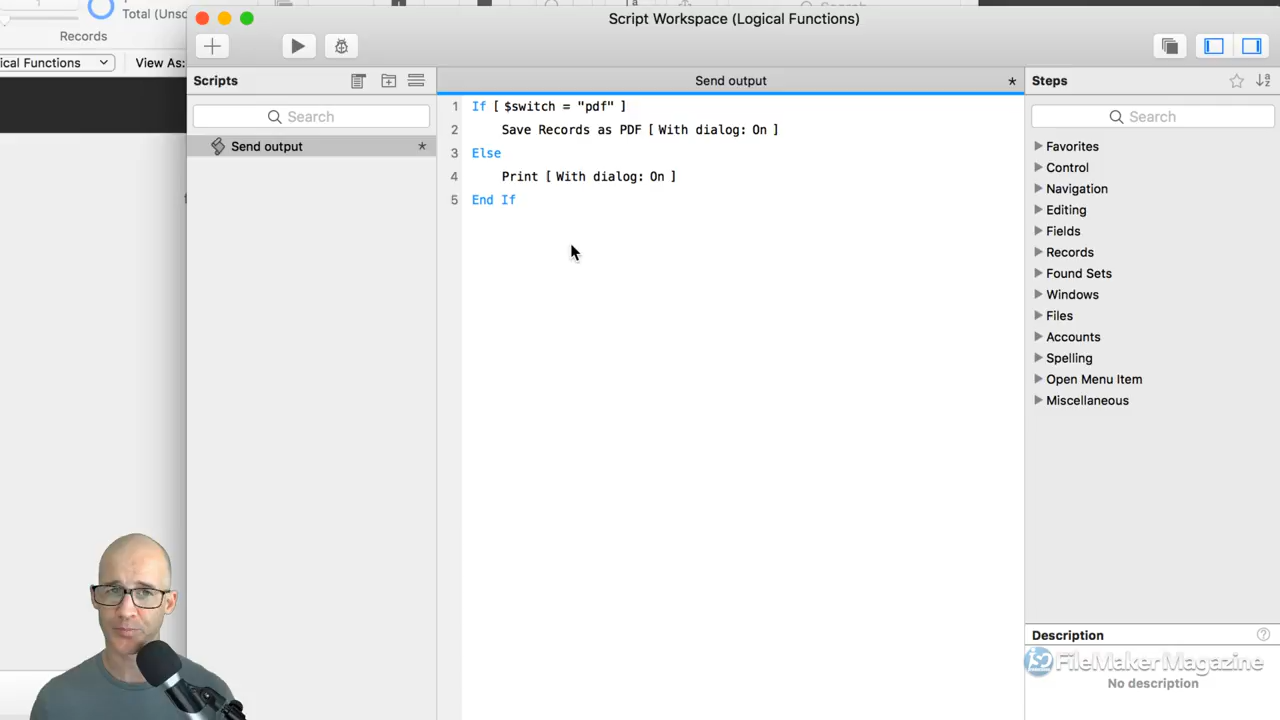 Total (Unsc
Records
cal Functions
View As:
Script Workspace (Logical Functions)
Scripts
Send output
*
Steps
Search
Search
Send output
*
1 If [ $switch = "pdf" ]
2 Save Records as PDF [ With dialog: On ]
3 Else
4 Print [ With dialog: On ]
5 End If
Favorites
Control
Navigation
Editing
Fields
Records
Found Sets
Windows
Files
Accounts
Spelling
Open Menu Item
Miscellaneous
Description
?
ISO FileMakerMagazine
No description